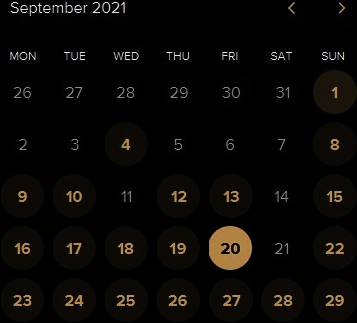 September 2021
MON TUE WED THU FRI SAT SUN
26 27 28 29 30 31 1
2 3 4 5 6 7 8
9 10 11 12 13 14 15
16 17 18 19 20 21 22
23 24 25 26 27 28 29